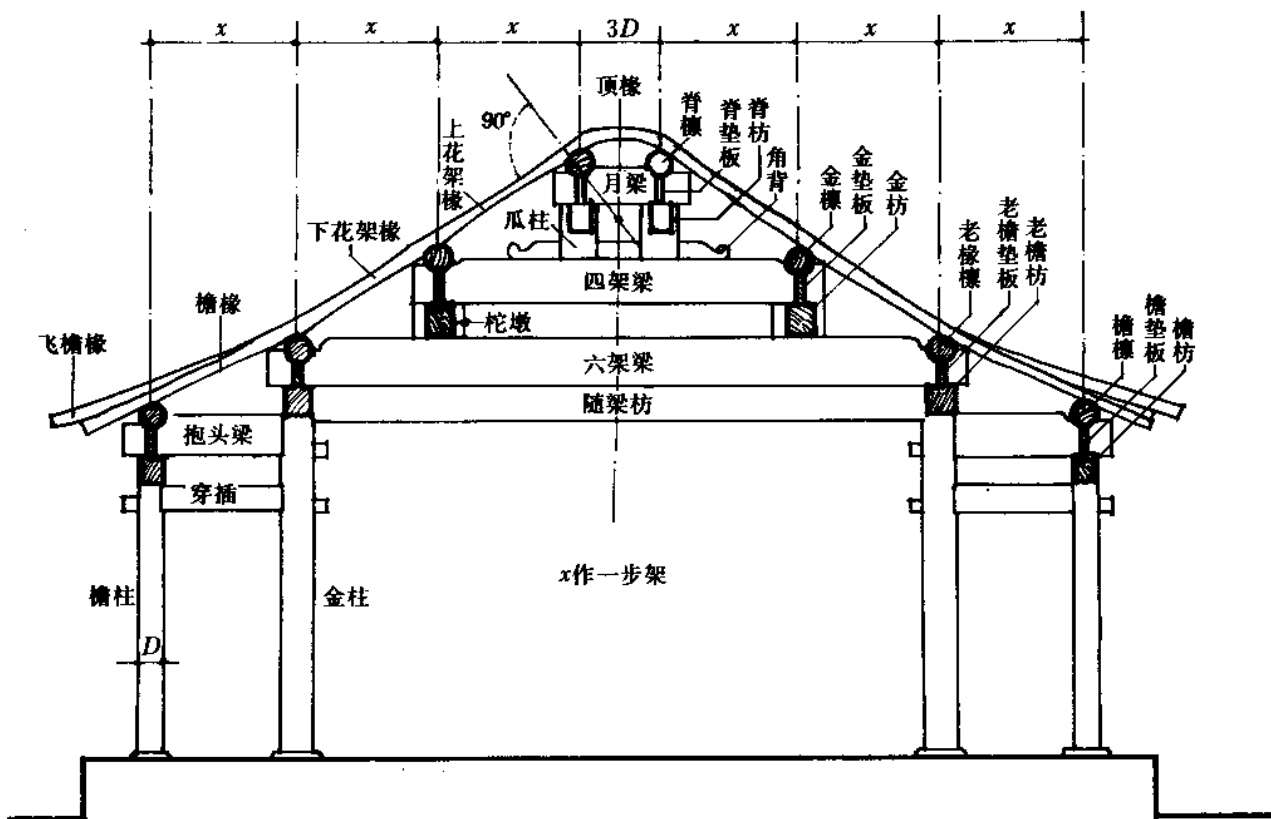 x x x 3D x x x
顶椽
90°
上花架椽
脊檩
脊垫板
脊枋
角背
月梁
瓜柱
金檩
金垫板
金枋
下花架椽
四架梁
老椽檩
老檐垫板
老檐枋
檐椽
柁墩
飞檐椽
六架梁
檐檩
檐垫板
檐枋
随梁枋
抱头梁
穿插
x作一步架
檐柱
金柱
D